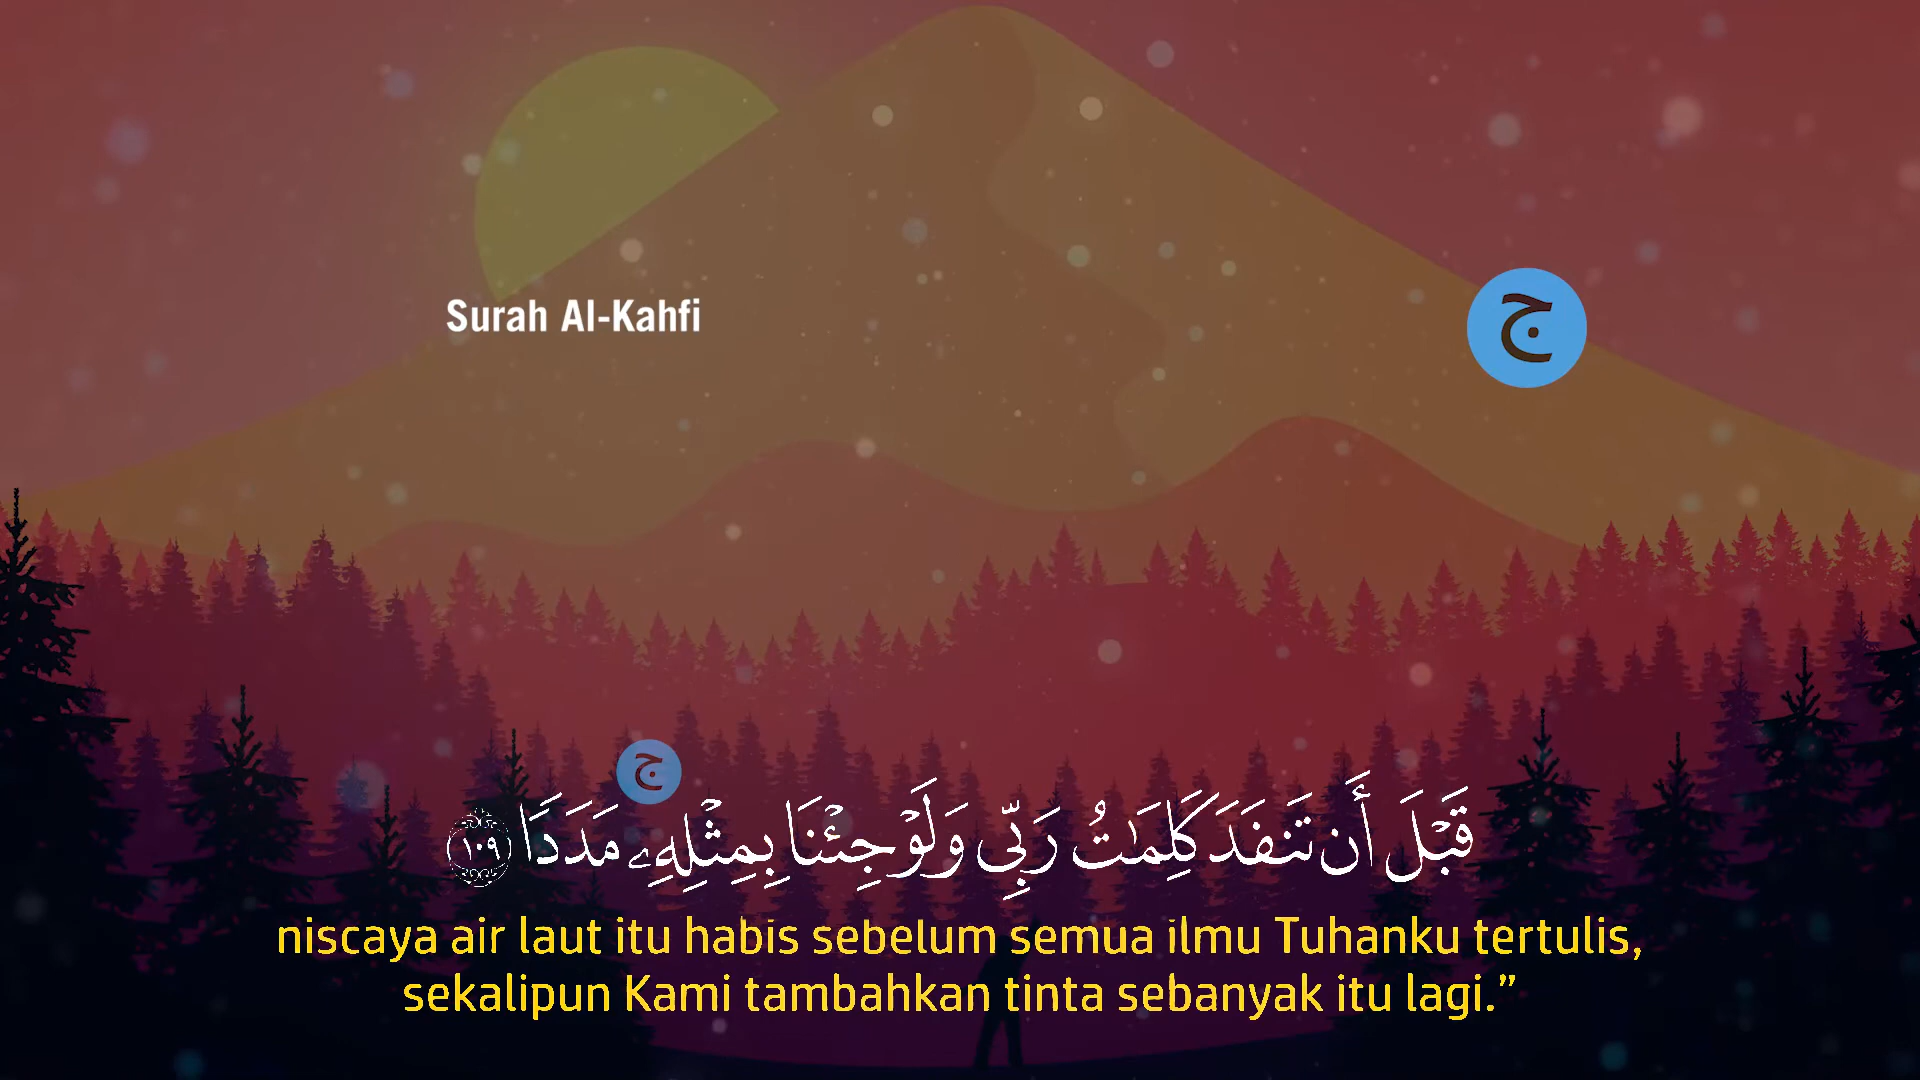 Surah Al-Kahfi
ج
ج
قَبْلَ أَن تَنفَدَ كَلِمَٰتُ رَبِّى وَلَوْ جِئْنَا بِمِثْلِهِۦ مَدَدًا ١٠٩
niscaya air laut itu habis sebelum semua ilmu Tuhanku tertulis,
sekalipun Kami tambahkan tinta sebanyak itu lagi.”